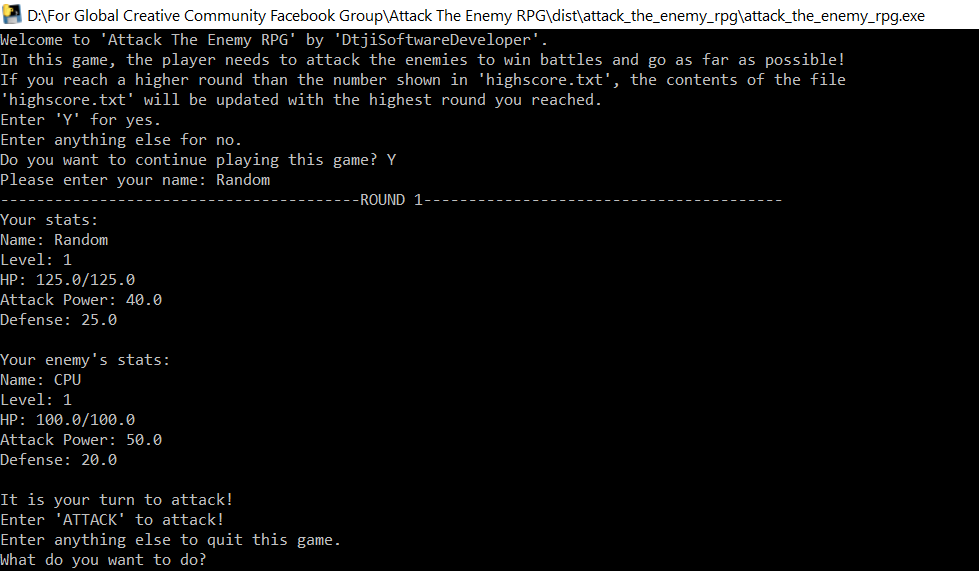 D:\For Global Creative Community Facebook Group\Attack The Enemy RPG\dist\attack_the_enemy_rpg\attack_the_enemy_rpg.exe
Welcome to 'Attack The Enemy RPG' by 'DtjiSoftwareDeveloper'.
In this game, the player needs to attack the enemies to win battles and go as far as possible!
If you reach a higher round than the number shown in 'highscore.txt', the contents of the file
'highscore.txt' will be updated with the highest round you reached.
Enter 'Y' for yes.
Enter anything else for no.
Do you want to continue playing this game? Y
Please enter your name: Random
----------------------------------------ROUND 1----------------------------------------
Your stats:
Name: Random
Level: 1
HP: 125.0/125.0
Attack Power: 40.0
Defense: 25.0
Your enemy's stats:
Name: CPU
Level: 1
HP: 100.0/100.0
Attack Power: 50.0
Defense: 20.0
It is your turn to attack!
Enter 'ATTACK' to attack!
Enter anything else to quit this game.
What do you want to do?